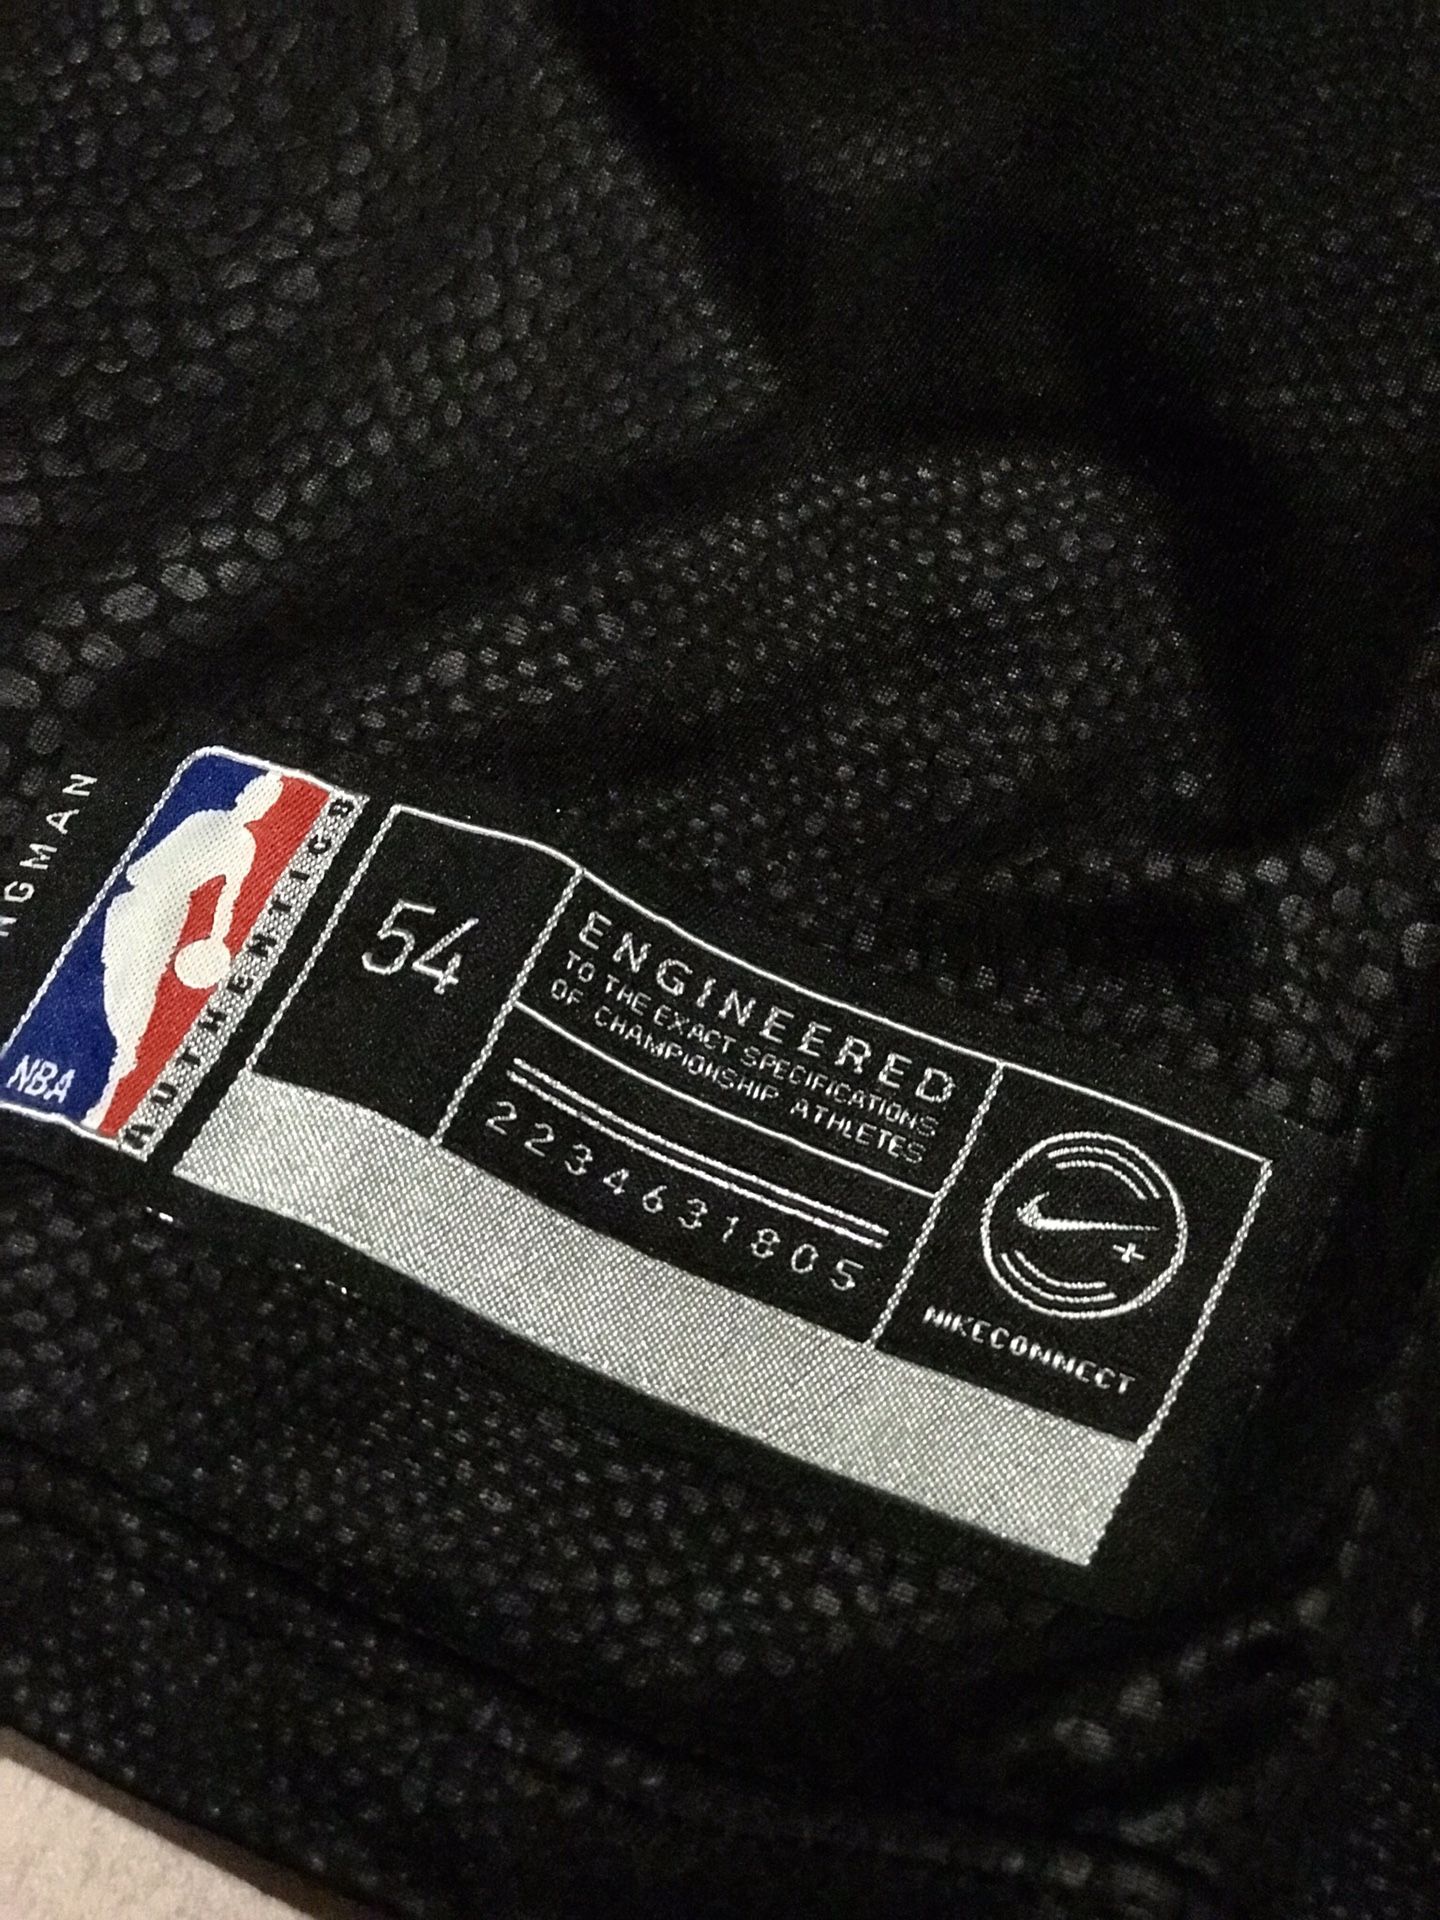 NGMAN
NBA
AUTHENTICS
54
ENGINEERED
TO THE EXACT SPECIFICATIONS
OF CHAMPIONSHIP ATHLETES
2234631805
NIKECONNECT